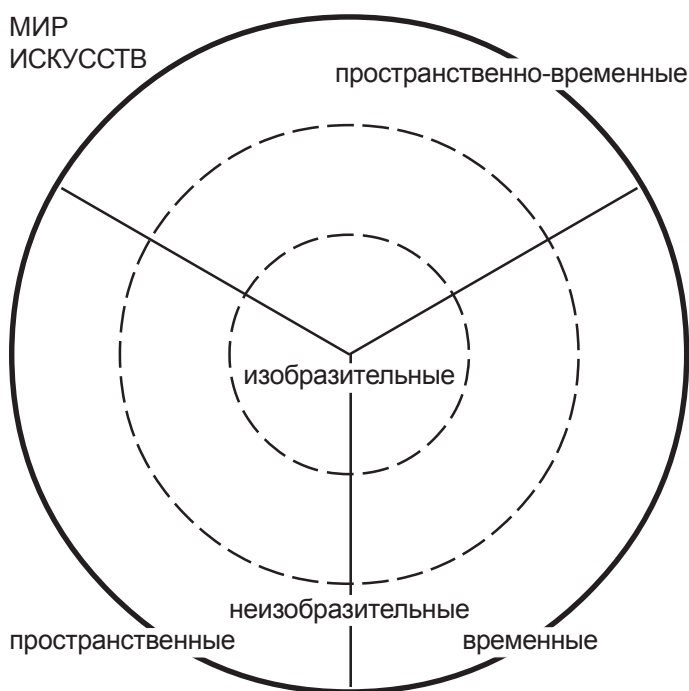 МИР
ИСКУССТВ
пространственно-временные
изобразительные
неизобразительные
пространственные
временные